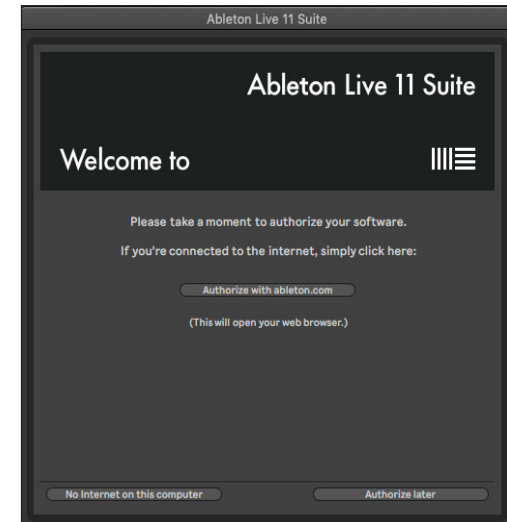 Ableton Live 11 Suite
Ableton Live 11 Suite
Welcome to
Please take a moment to authorize your software.
If you're connected to the internet, simply click here:
Authorize with ableton.com
(This will open your web browser.)
No Internet on this computer
Authorize later